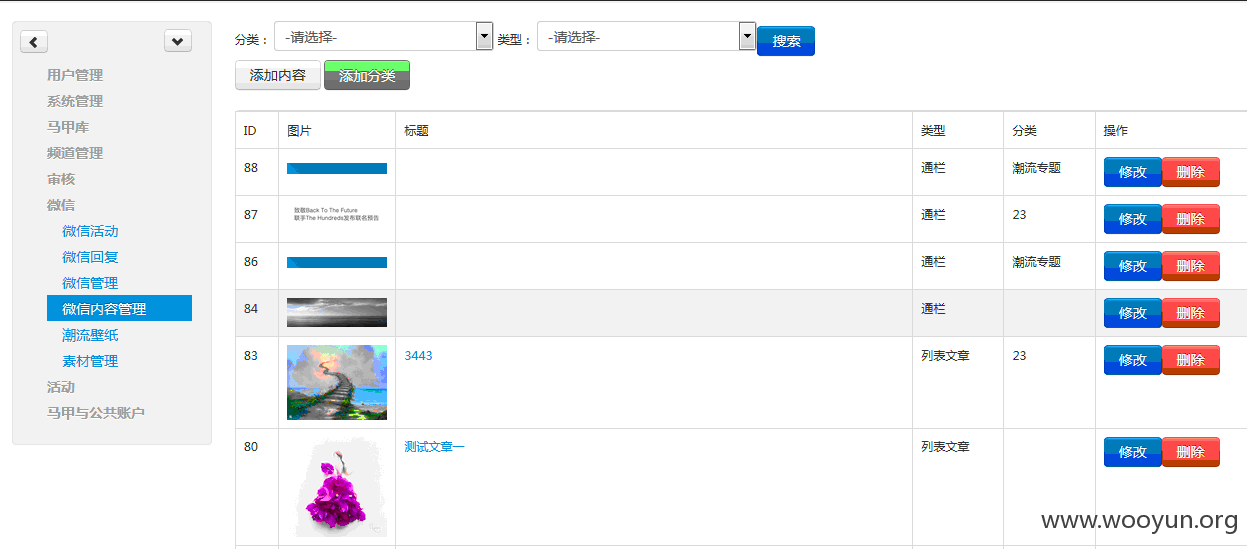 分类： -请选择- 类型： -请选择- 搜索
添加内容 添加分类
用户管理
系统管理
马甲库
频道管理
审核
微信
微信活动
微信回复
微信管理
微信内容管理
潮流壁纸
素材管理
活动
马甲与公共账户
ID 图片 标题 类型 分类 操作
88 通栏 潮流专题 修改 删除
87 致敬Back To The Future 通栏 23 修改 删除
联手The Hundreds发布联名预告
86 通栏 潮流专题 修改 删除
84 通栏 修改 删除
83 3443 列表文章 23 修改 删除
80 测试文章一 列表文章 修改 删除
www.wooyun.org